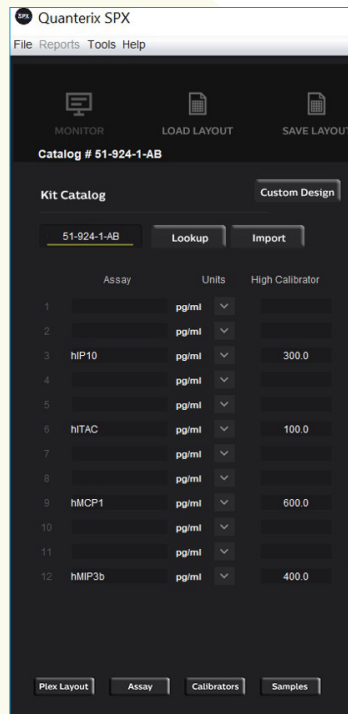 SPX Quanterix SPX
File Reports Tools Help
MONITOR LOAD LAYOUT SAVE LAYOUT
Catalog # 51-924-1-AB
Kit Catalog Custom Design
51-924-1-AB Lookup Import
Assay Units High Calibrator
1 pg/ml
2 pg/ml
3 hIP10 pg/ml 300.0
4 pg/ml
5 pg/ml
6 hITAC pg/ml 100.0
7 pg/ml
8 pg/ml
9 hMCP1 pg/ml 600.0
10 pg/ml
11 pg/ml
12 hMIP3b pg/ml 400.0
Plex Layout Assay Calibrators Samples